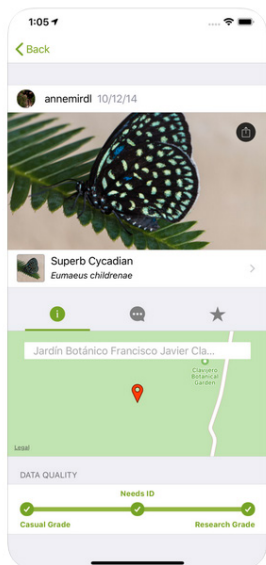 1:05
Back
annemirdl 10/12/14
Superb Cycadian
Eumaeus childrenae
Jardín Botánico Francisco Javier Cla...
Clavijero
Botanical
Garden
Legal
DATA QUALITY
Needs ID
Casual Grade
Research Grade